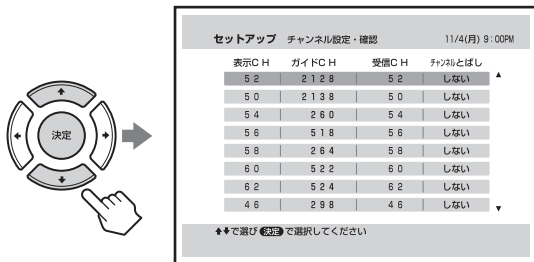 セットアップ チャンネル設定・確認 11/4(月) 9:00PM
表示CH ガイドCH 受信CH チャンネルとばし
52 2128 52 しない
50 2138 50 しない
54 260 54 しない
56 518 56 しない
58 264 58 しない
60 522 60 しない
62 524 62 しない
46 298 46 しない
決定
で選び 決定 で選択してください